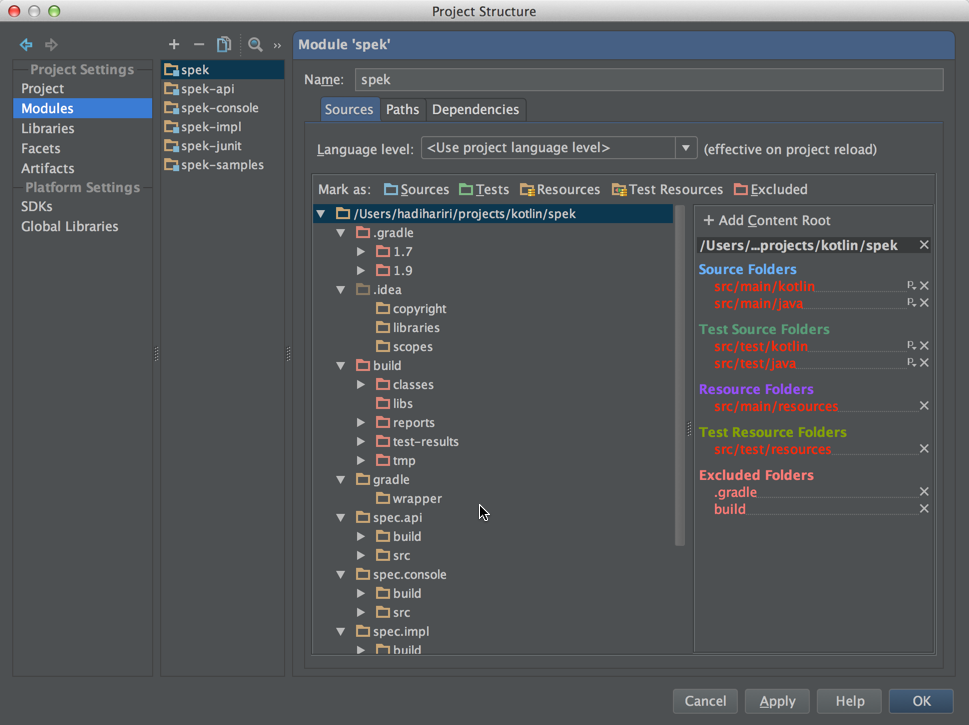 Project Structure
Project Settings
Project
Modules
Libraries
Facets
Artifacts
Platform Settings
SDKs
Global Libraries
spek
spek-api
spek-console
spek-impl
spek-junit
spek-samples
Module 'spek'
Name: spek
Sources Paths Dependencies
Language level: <Use project language level> (effective on project reload)
Mark as: Sources Tests Resources Test Resources Excluded
/Users/hadihariri/projects/kotlin/spek
.gradle
1.7
1.9
.idea
copyright
libraries
scopes
build
classes
libs
reports
test-results
tmp
gradle
wrapper
spec.api
build
src
spec.console
build
src
spec.impl
build
+ Add Content Root
/Users/...projects/kotlin/spek
Source Folders
src/main/kotlin
src/main/java
Test Source Folders
src/test/kotlin
src/test/java
Resource Folders
src/main/resources
Test Resource Folders
src/test/resources
Excluded Folders
.gradle
build
Cancel Apply Help OK